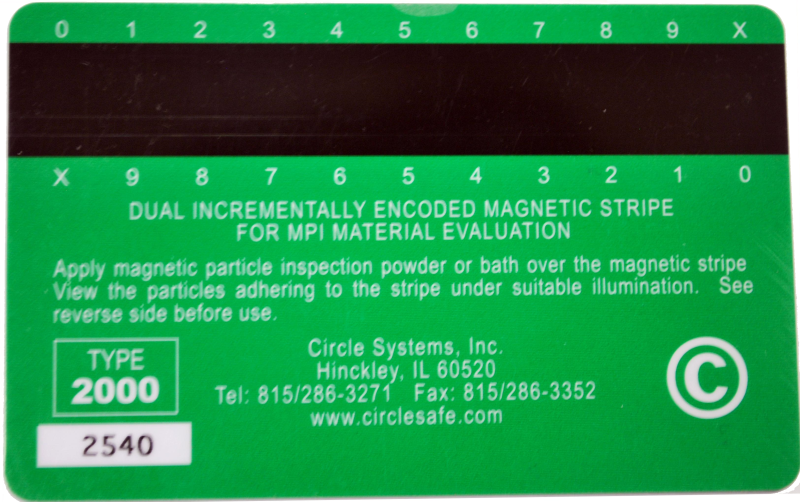 0 1 2 3 4 5 6 7 8 9 X
X 9 8 7 6 5 4 3 2 1 0
DUAL INCREMENTALLY ENCODED MAGNETIC STRIPE
FOR MPI MATERIAL EVALUATION
Apply magnetic particle inspection powder or bath over the magnetic stripe
View the particles adhering to the stripe under suitable illumination. See
reverse side before use.
TYPE
2000
2540
Circle Systems, Inc.
Hinckley, IL 60520
Tel: 815/286-3271 Fax: 815/286-3352
www.circlesafe.com
©